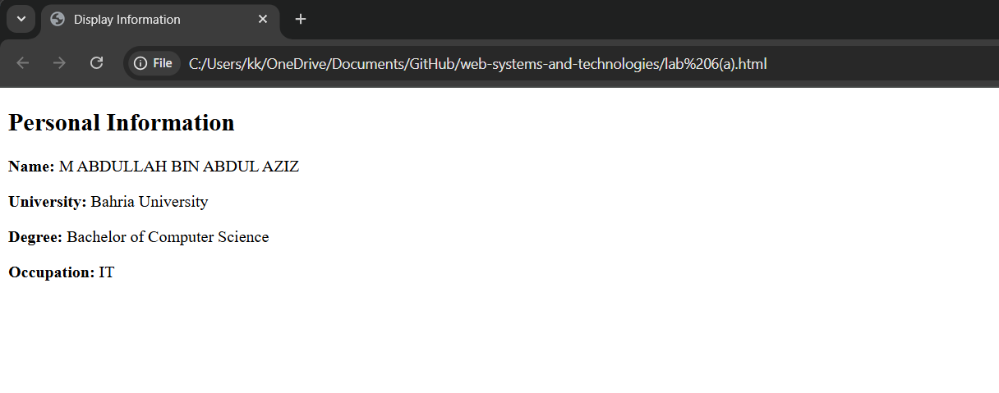 Display Information
File
C:/Users/kk/OneDrive/Documents/GitHub/web-systems-and-technologies/lab%206(a).html
Personal Information
Name: M ABDULLAH BIN ABDUL AZIZ
University: Bahria University
Degree: Bachelor of Computer Science
Occupation: IT